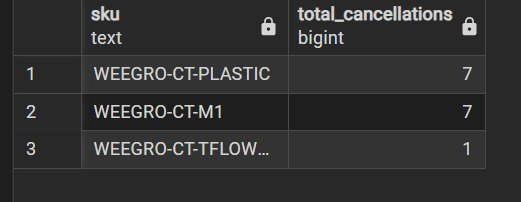 sku total_cancellations
text bigint
1 WEEGRO-CT-PLASTIC 7
2 WEEGRO-CT-M1 7
3 WEEGRO-CT-TFLOW... 1